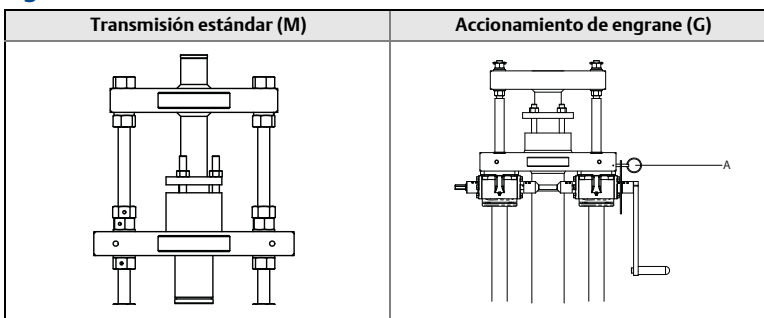 Transmisión estándar (M)
Accionamiento de engrane (G)
A